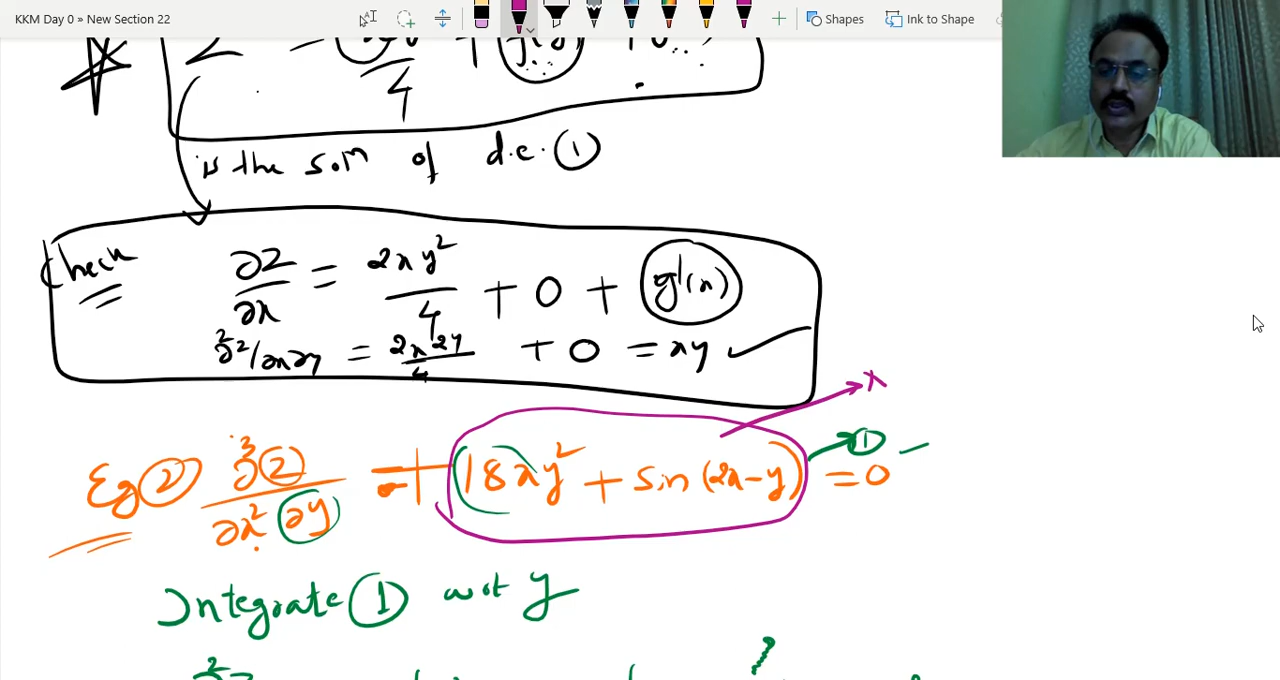 KKM Day 0 » New Section 22
Shapes
Ink to Shape
Z = 4 +
is the soln of d.e. ①
Check ∂z/∂x = 2xy²/4 + 0 + g'(x)
∂²z/∂x∂y = 2x2y/4 + 0 = xy ✓
x
Eg ② ∂³z/∂x²∂y + 18xy² + sin(2x-y) = 0 → ①
Integrate ① w.r.t y